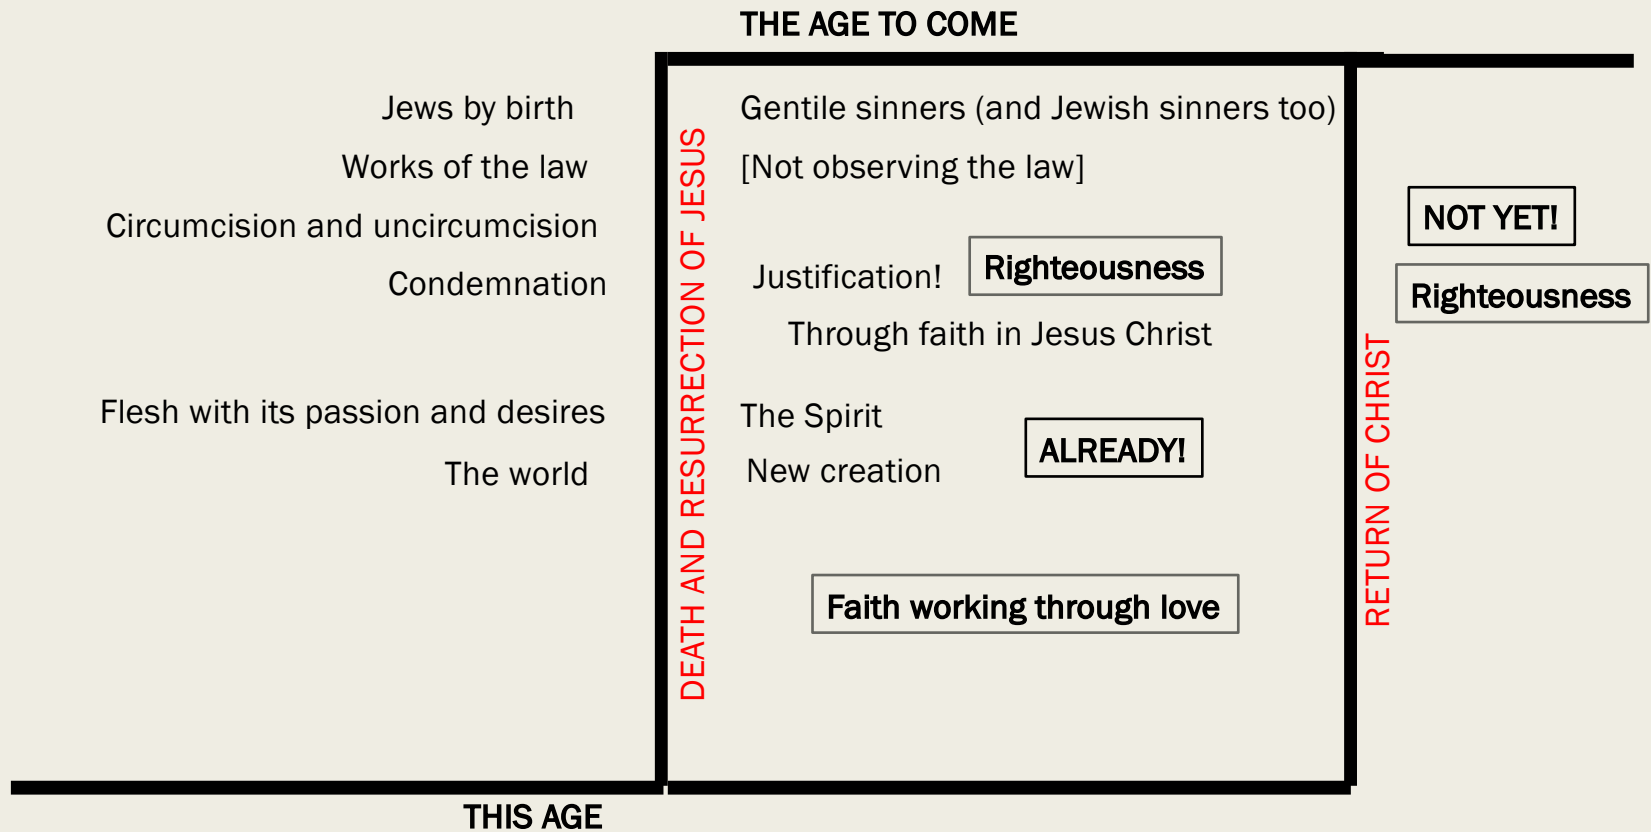 THE AGE TO COME
Jews by birth
Works of the law
Circumcision and uncircumcision
Condemnation
Flesh with its passion and desires
The world
DEATH AND RESURRECTION OF JESUS
Gentile sinners (and Jewish sinners too)
[Not observing the law]
Justification!
Righteousness
Through faith in Jesus Christ
The Spirit
New creation
ALREADY!
Faith working through love
RETURN OF CHRIST
NOT YET!
Righteousness
THIS AGE